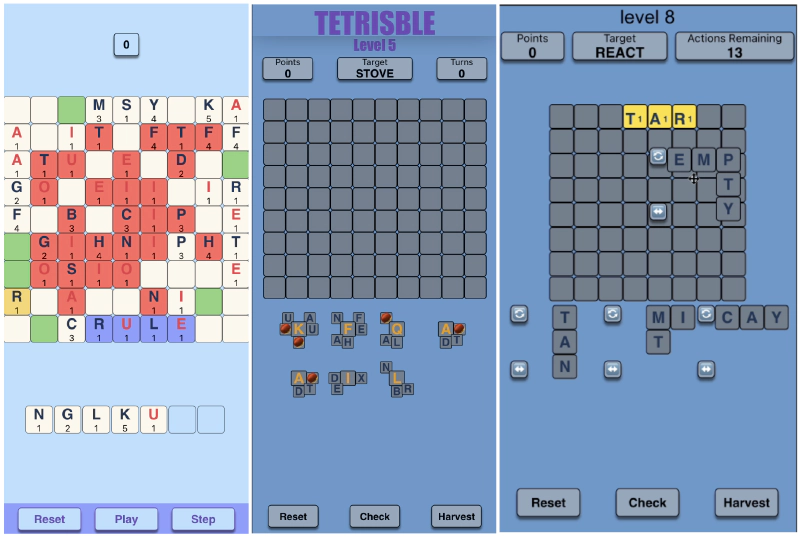 0
M S Y K A
3 1 4 5 1
A I T F T F F
1 1 1 4 1 4 4
A T U E D
1 1 1 1 2
G O E I I I R
2 1 1 1 1 1 1
F B C I P E
4 3 3 1 3 1
G I H N I P H T
2 1 4 1 1 3 4 1
O S I O E
1 1 1 1 1
R A N I
1 1 1 1
C R U L E
3 1 1 1 1
N G L K U
1 2 1 5 1
Reset Play Step
TETRISBLE
Level 5
Points Target Turns
0 STOVE 0
U A N F Q A
K U F E A L D T
A H
A D X N
D T I L
E B R
Reset Check Harvest
level 8
Points Target Actions Remaining
0 REACT 13
T1 A1 R1
E M P
T
Y
T M I C A Y
A T
N
Reset Check Harvest